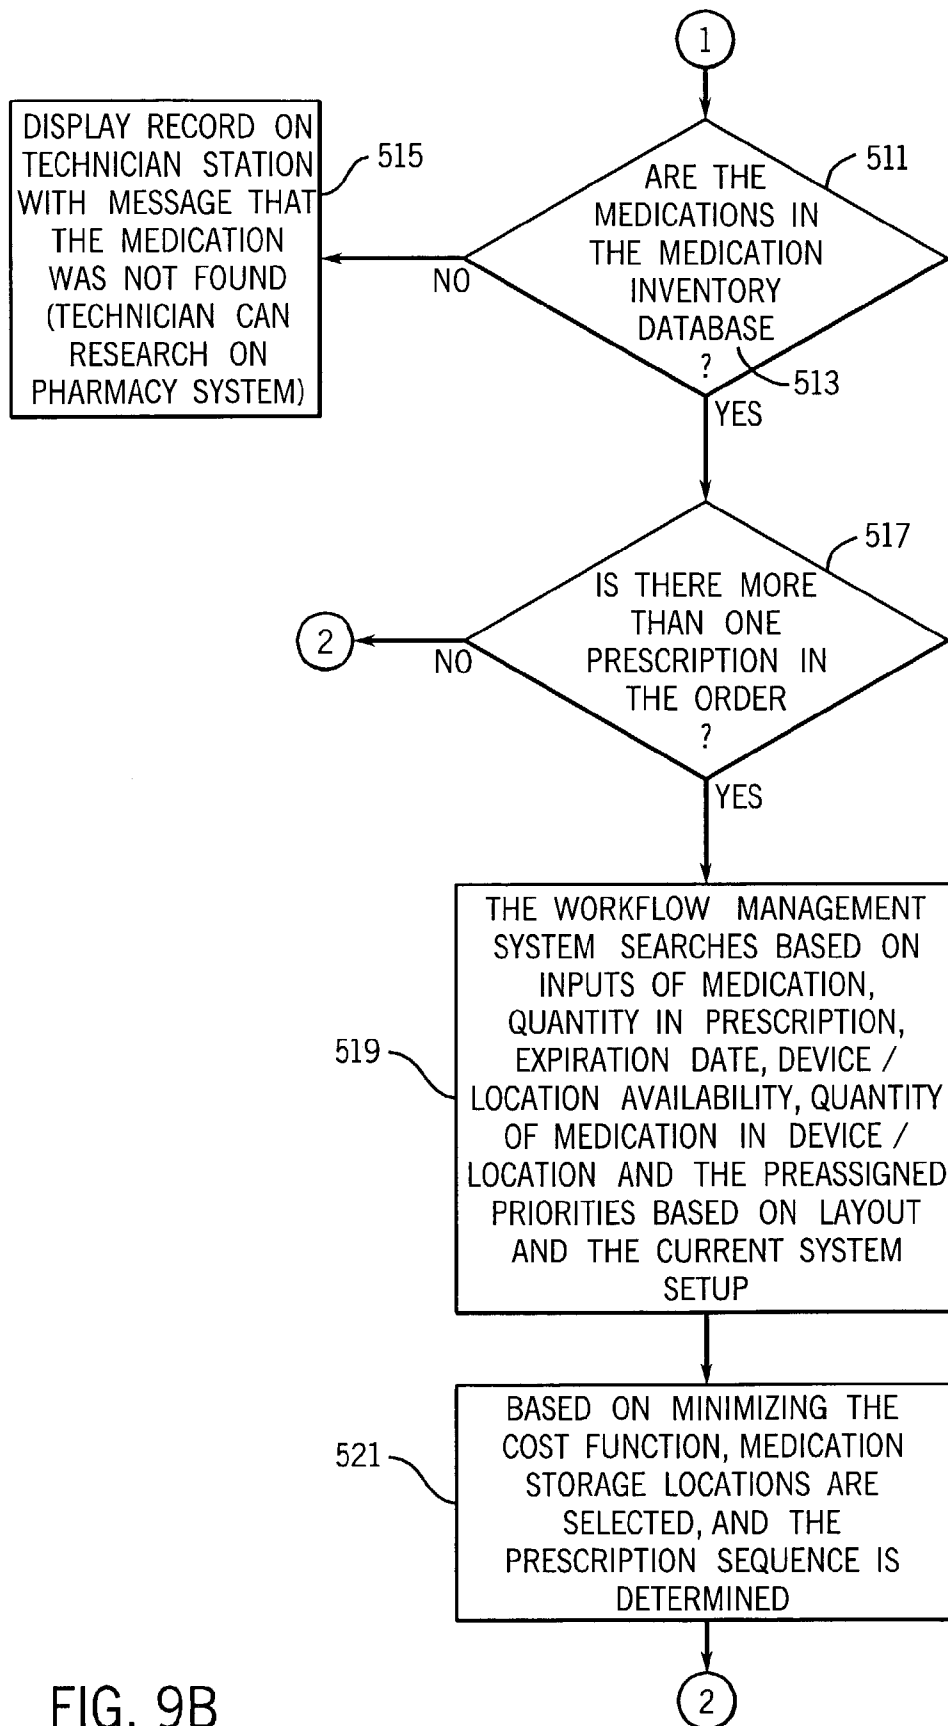 1
DISPLAY RECORD ON
TECHNICIAN STATION
WITH MESSAGE THAT
THE MEDICATION
WAS NOT FOUND
(TECHNICIAN CAN
RESEARCH ON
PHARMACY SYSTEM)
515
ARE THE
MEDICATIONS IN
THE MEDICATION
INVENTORY
DATABASE
?
511
513
NO
YES
IS THERE MORE
THAN ONE
PRESCRIPTION IN
THE ORDER
?
517
2
NO
YES
THE WORKFLOW MANAGEMENT
SYSTEM SEARCHES BASED ON
INPUTS OF MEDICATION,
QUANTITY IN PRESCRIPTION,
EXPIRATION DATE, DEVICE /
LOCATION AVAILABILITY, QUANTITY
OF MEDICATION IN DEVICE /
LOCATION AND THE PREASSIGNED
PRIORITIES BASED ON LAYOUT
AND THE CURRENT SYSTEM
SETUP
519
BASED ON MINIMIZING THE
COST FUNCTION, MEDICATION
STORAGE LOCATIONS ARE
SELECTED, AND THE
PRESCRIPTION SEQUENCE IS
DETERMINED
521
2
FIG. 9B